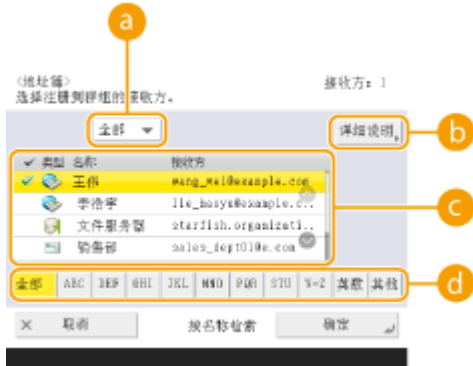 a
<地址簿>
接收方: 1
选择注册到群组的接收方。
全部
详细说明
b
✓ 类型 名称 接收方
王伟 wang_wei@example.com
李浩宇
文件服务器 starfish.organizati..
销售部 sales_dept01@e.com
c
全部 ABC DEF GHI JKL MNO PQR STU V-Z 英数 其他
d
× 取消 按名称检索 确定